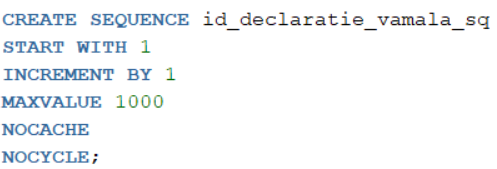 CREATE SEQUENCE id_declaratie_vamala_sq
START WITH 1
INCREMENT BY 1
MAXVALUE 1000
NOCACHE
NOCYCLE;